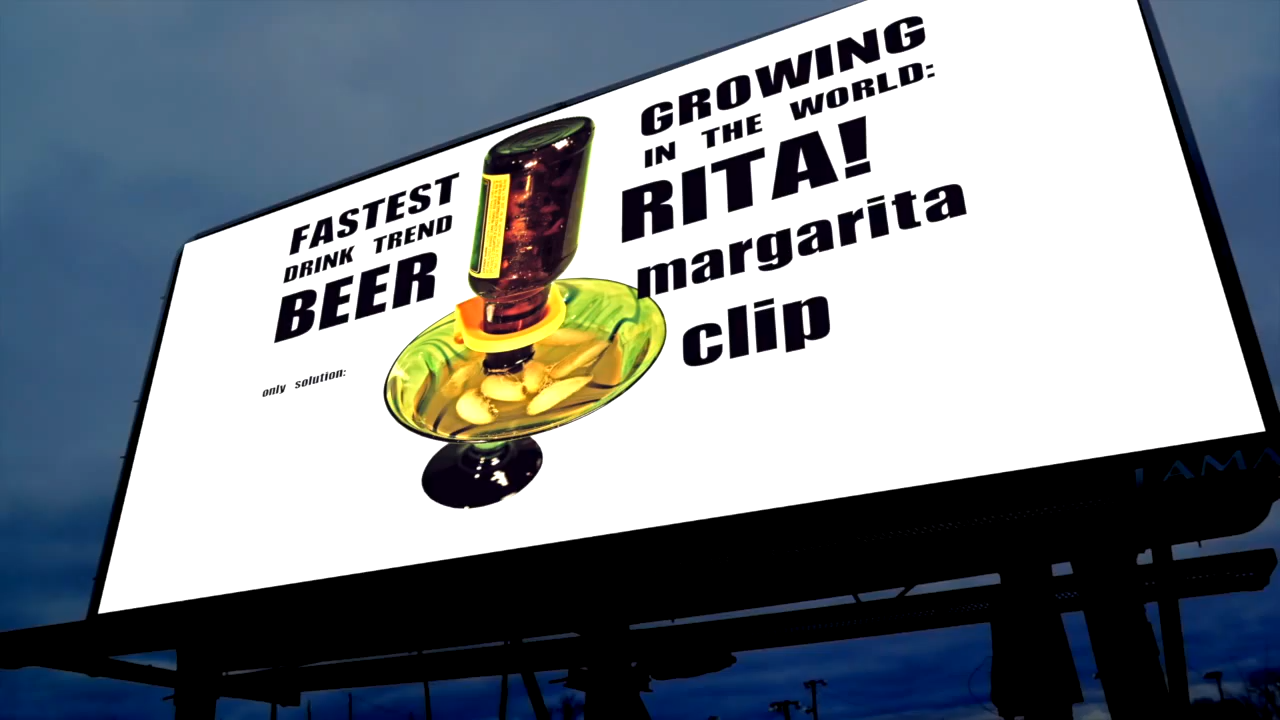 FASTEST GROWING
DRINK TREND IN THE WORLD:
BEER RITA!
only solution: margarita
clip